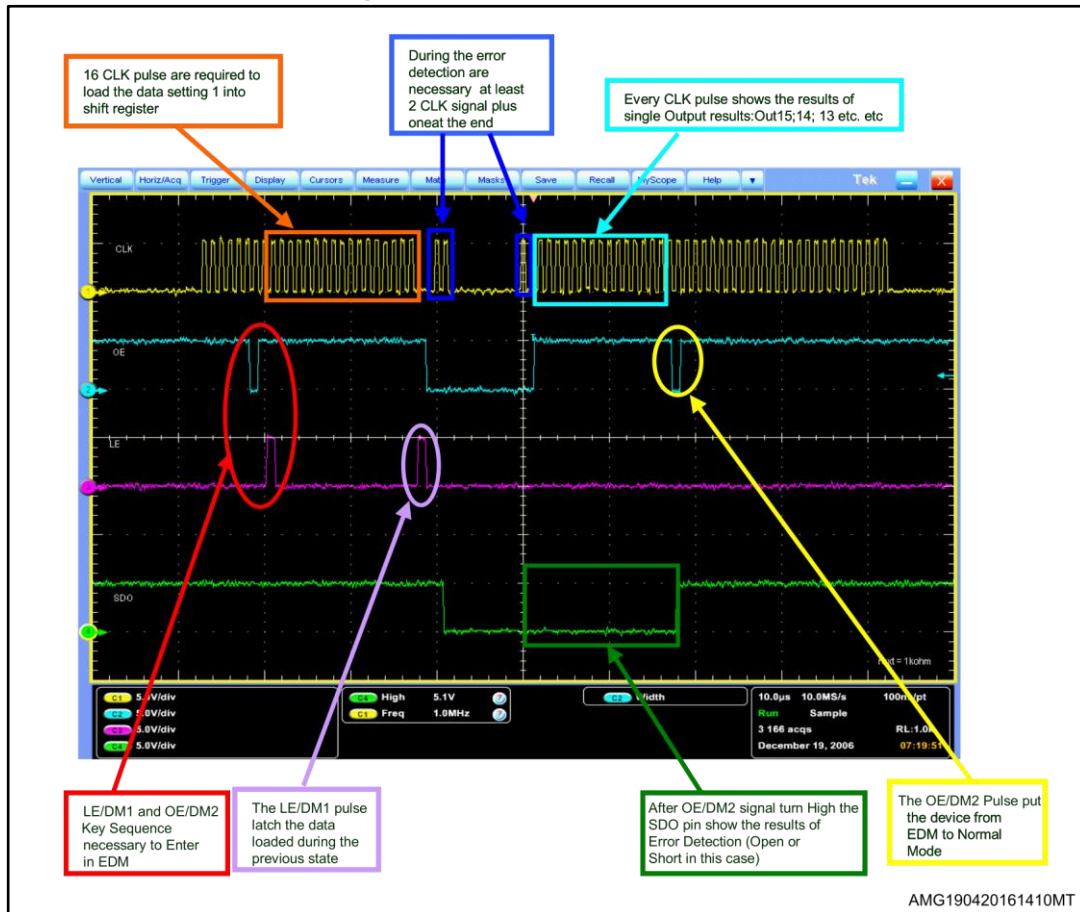 16 CLK pulse are required to
load the data setting 1 into
shift register
During the error
detection are
necessary at least
2 CLK signal plus
oneat the end
Every CLK pulse shows the results of
single Output results:Out15;14; 13 etc. etc
Vertical Horiz/Acq Trigger Display Cursors Measure Masks Save Recall MyScope Help Tek X
CLK
1
OE
2
LE
SDO
= 1kohm
C1 V/div
C2 V/div
C3 5.0V/div
C4 5.0V/div
C4 High 5.1V
C1 Freq 1.0MHz
C2
10.0µs 10.0MS/s
Run Sample
3 166 acqs
December 19, 2006 07:19:51
LE/DM1 and OE/DM2
Key Sequence
necessary to Enter
in EDM
The LE/DM1 pulse
latch the data
loaded during the
previous state
After OE/DM2 signal turn High the
SDO pin show the results of
Error Detection (Open or
Short in this case)
The OE/DM2 Pulse put
the device from
EDM to Normal
Mode
AMG190420161410MT